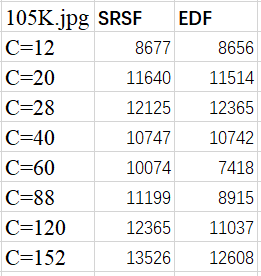 105K.jpg SRSF EDF
C=12 8677 8656
C=20 11640 11514
C=28 12125 12365
C=40 10747 10742
C=60 10074 7418
C=88 11199 8915
C=120 12365 11037
C=152 13526 12608